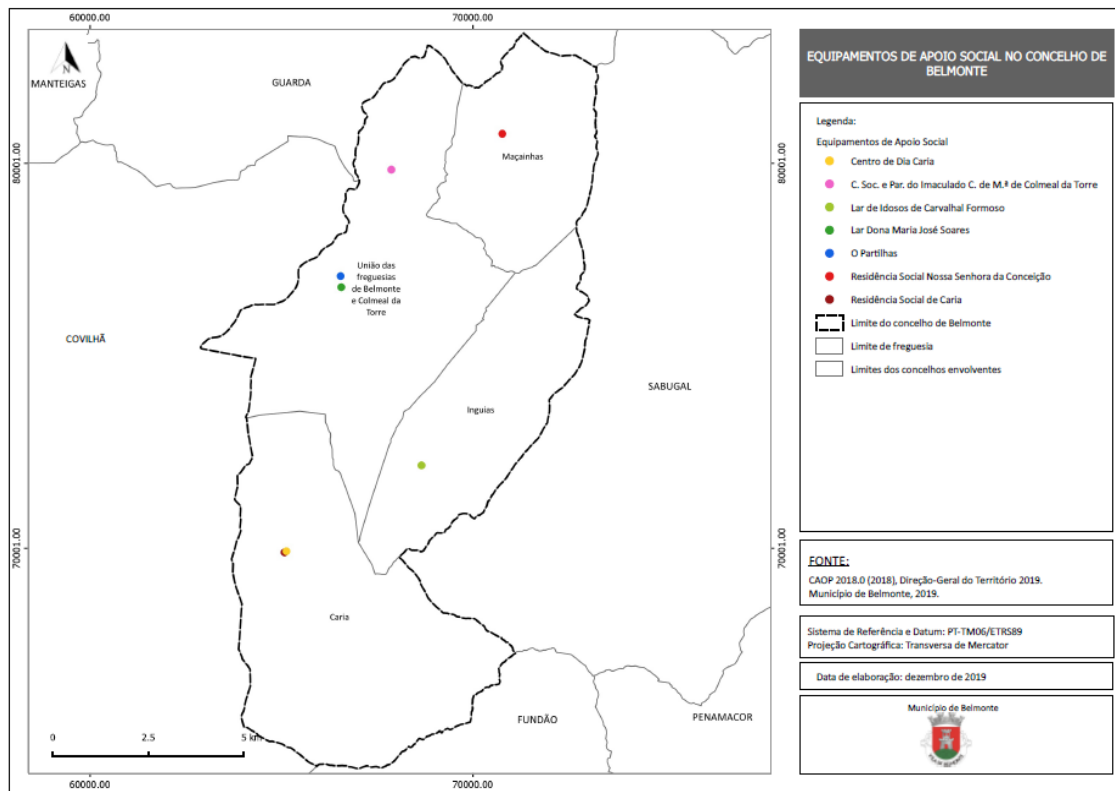 60000.00
70000.00
N
MANTEIGAS
GUARDA
80001.00
80001.00
Maçainhas
União das
freguesias
de Belmonte
e Colmeal da
Torre
COVILHÃ
SABUGAL
Inguias
70001.00
70001.00
Caria
FUNDÃO
PENAMACOR
0
2.5
5 km
60000.00
70000.00
EQUIPAMENTOS DE APOIO SOCIAL NO CONCELHO DE
BELMONTE
Legenda:
Equipamentos de Apoio Social
Centro de Dia Caria
C. Soc. e Par. do Imaculado C. de M.ª de Colmeal da Torre
Lar de Idosos de Carvalhal Formoso
Lar Dona Maria José Soares
O Partilhas
Residência Social Nossa Senhora da Conceição
Residência Social de Caria
Limite do concelho de Belmonte
Limite de freguesia
Limites dos concelhos envolventes
FONTE:
CAOP 2018.0 (2018), Direção-Geral do Território 2019.
Município de Belmonte, 2019.
Sistema de Referência e Datum: PT-TM06/ETRS89
Projeção Cartográfica: Transversa de Mercator
Data de elaboração: dezembro de 2019
Município de Belmonte
VILA DE BELMONTE